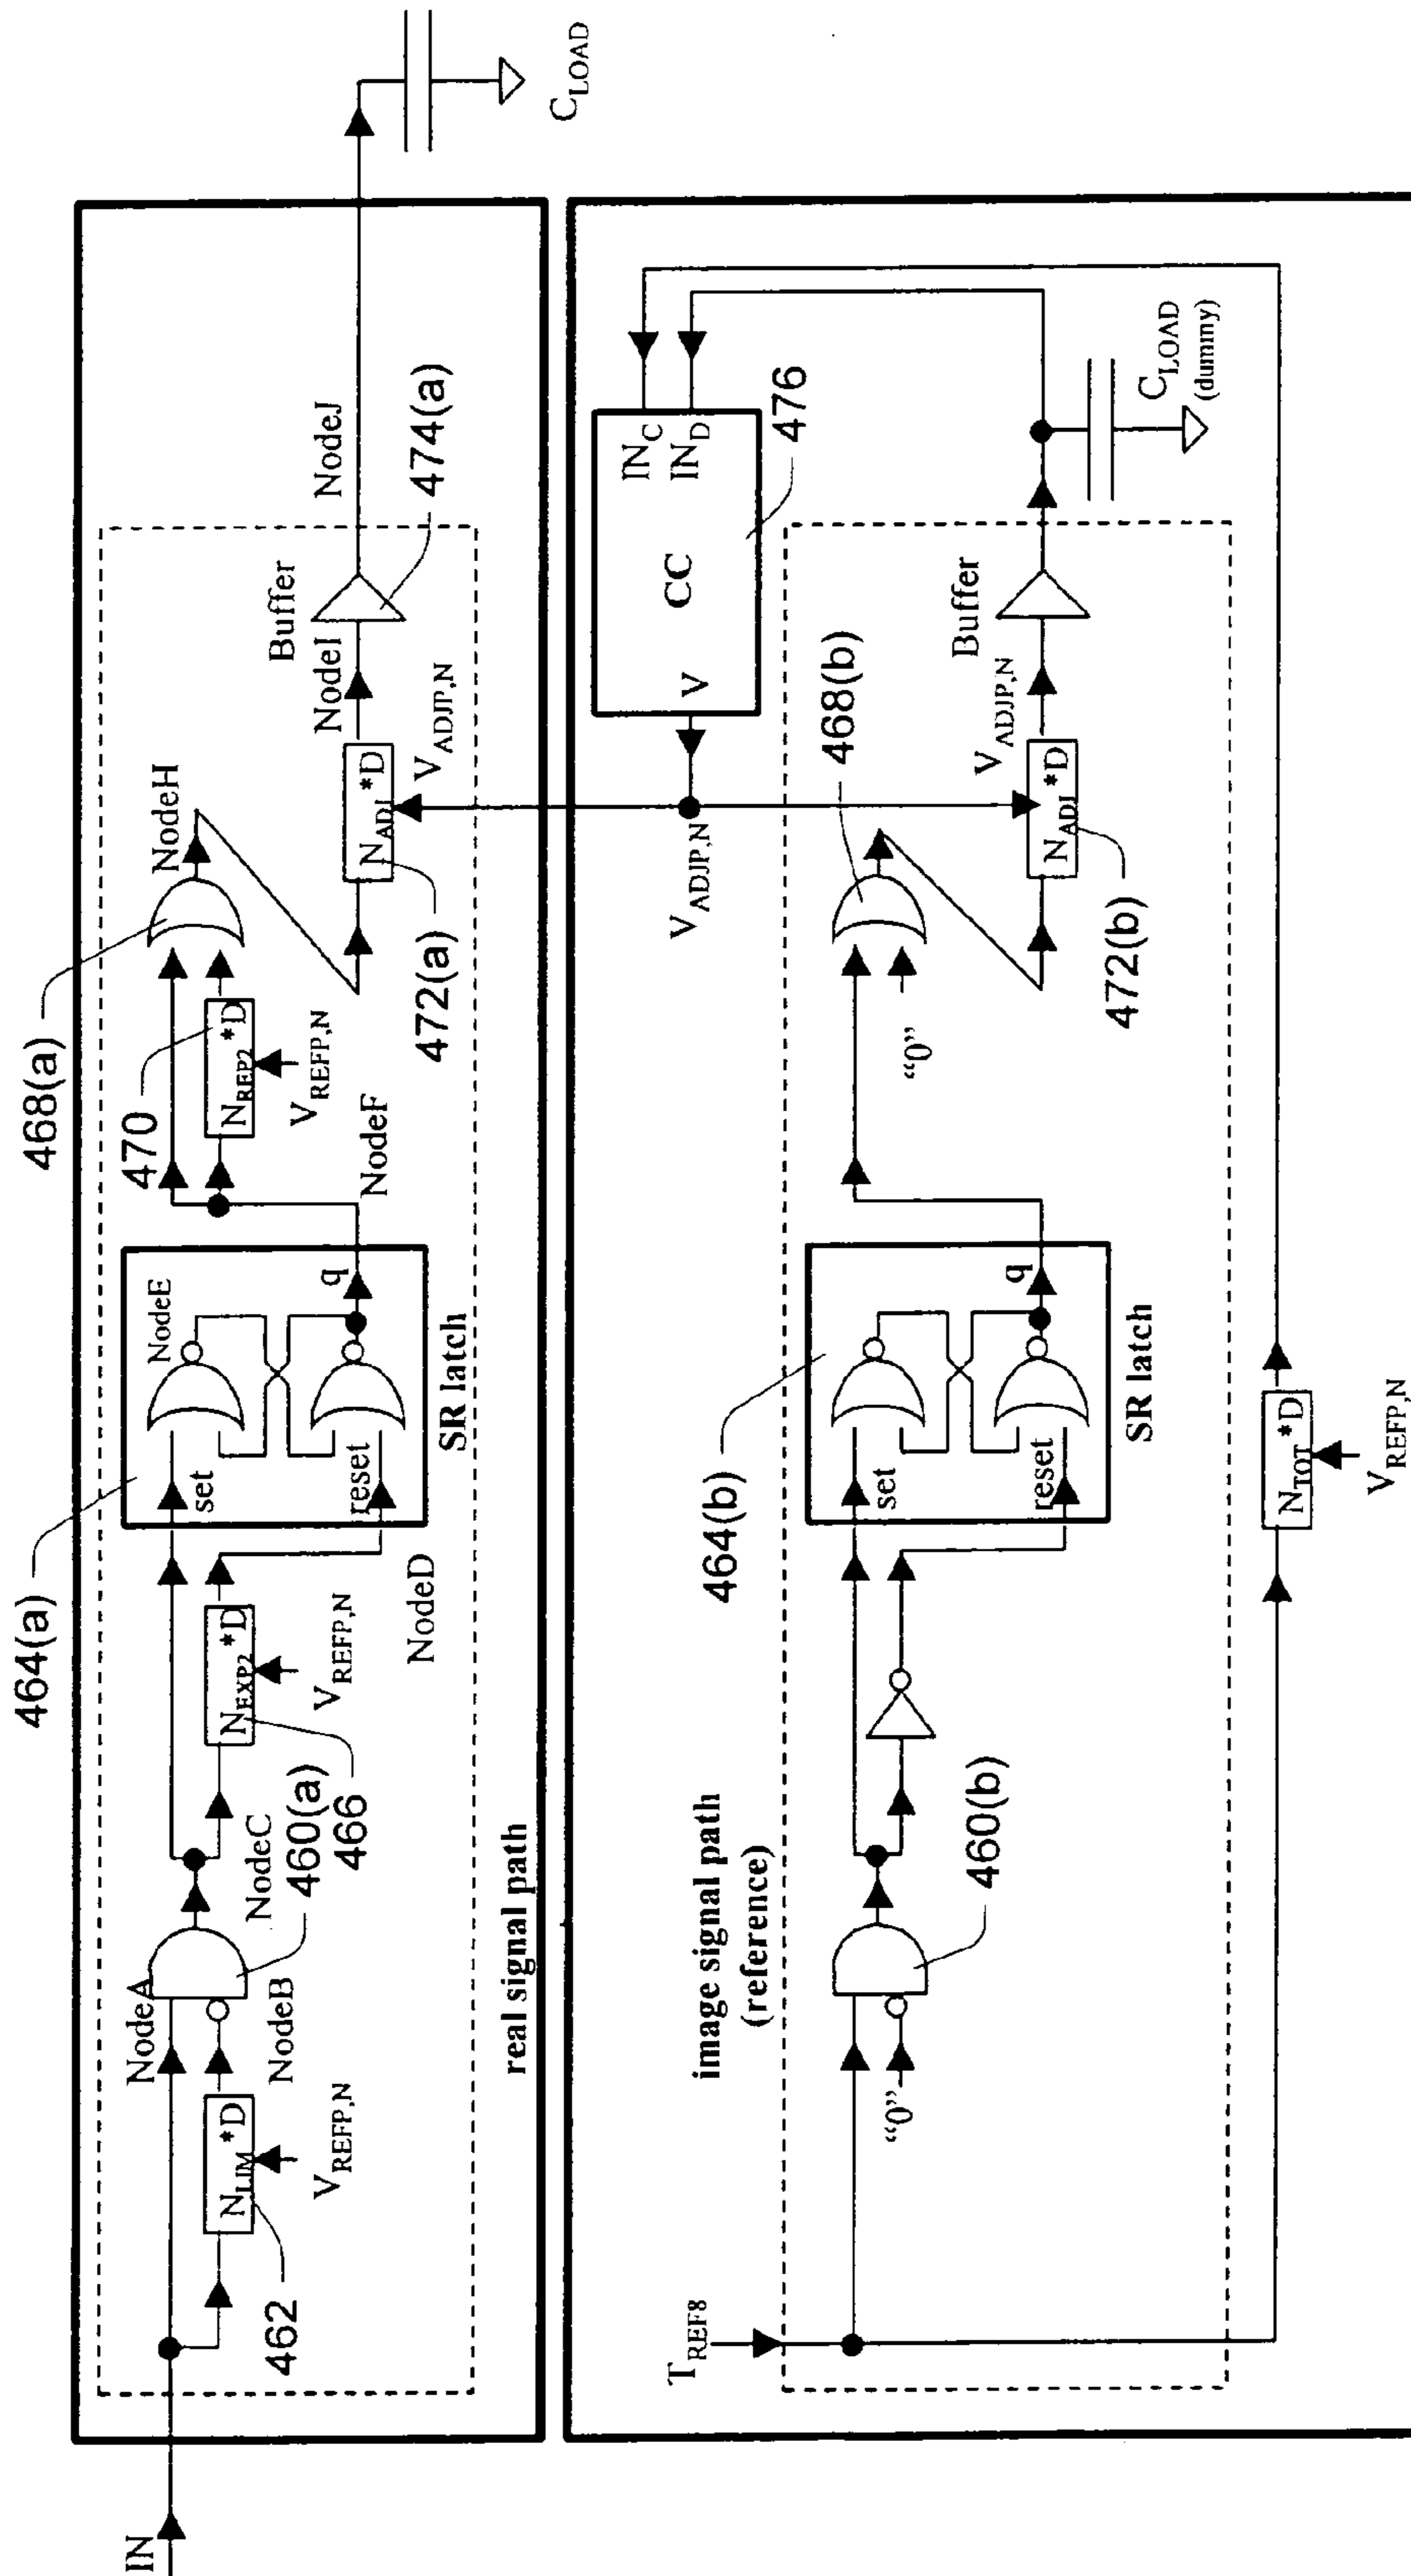 IN
462
N_LIM *D
V_REFP,N
NodeA
NodeB
NodeC
460(a)
466
N_EXP2 *D
V_REFP,N
NodeD
464(a)
set
reset
NodeE
q
SR latch
NodeF
470
N_REP2 *D
V_REFP,N
468(a)
NodeH
472(a)
N_ADJ *D
V_ADJP,N
NodeI
Buffer
474(a)
NodeJ
C_LOAD
real signal path
image signal path
(reference)
T_REF8
“0”
460(b)
464(b)
set
reset
q
SR latch
“0”
468(b)
472(b)
N_ADJ *D
V_ADJP,N
Buffer
V_ADJP,N
V
CC
IN_C
IN_D
476
C_LOAD
(dummy)
N_TOT *D
V_REFP,N